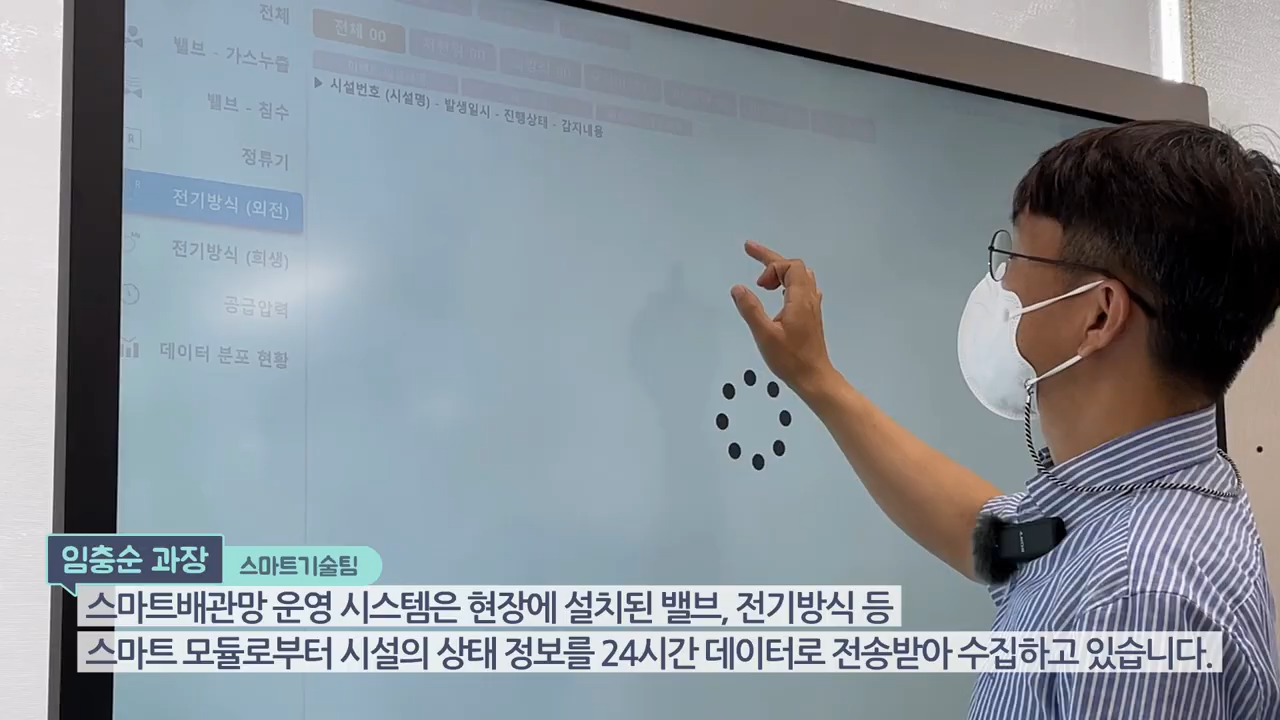 전체
밸브 - 가스누출
밸브 - 침수
정류기
전기방식 (외전)
전기방식 (희생)
공급압력
데이터 분포 현황
전체 00
▶ 시설번호 (시설명) - 발생일시 - 진행상태 - 감지내용
임충순 과장
스마트기술팀
스마트배관망 운영 시스템은 현장에 설치된 밸브, 전기방식 등
스마트 모듈로부터 시설의 상태 정보를 24시간 데이터로 전송받아 수집하고 있습니다.